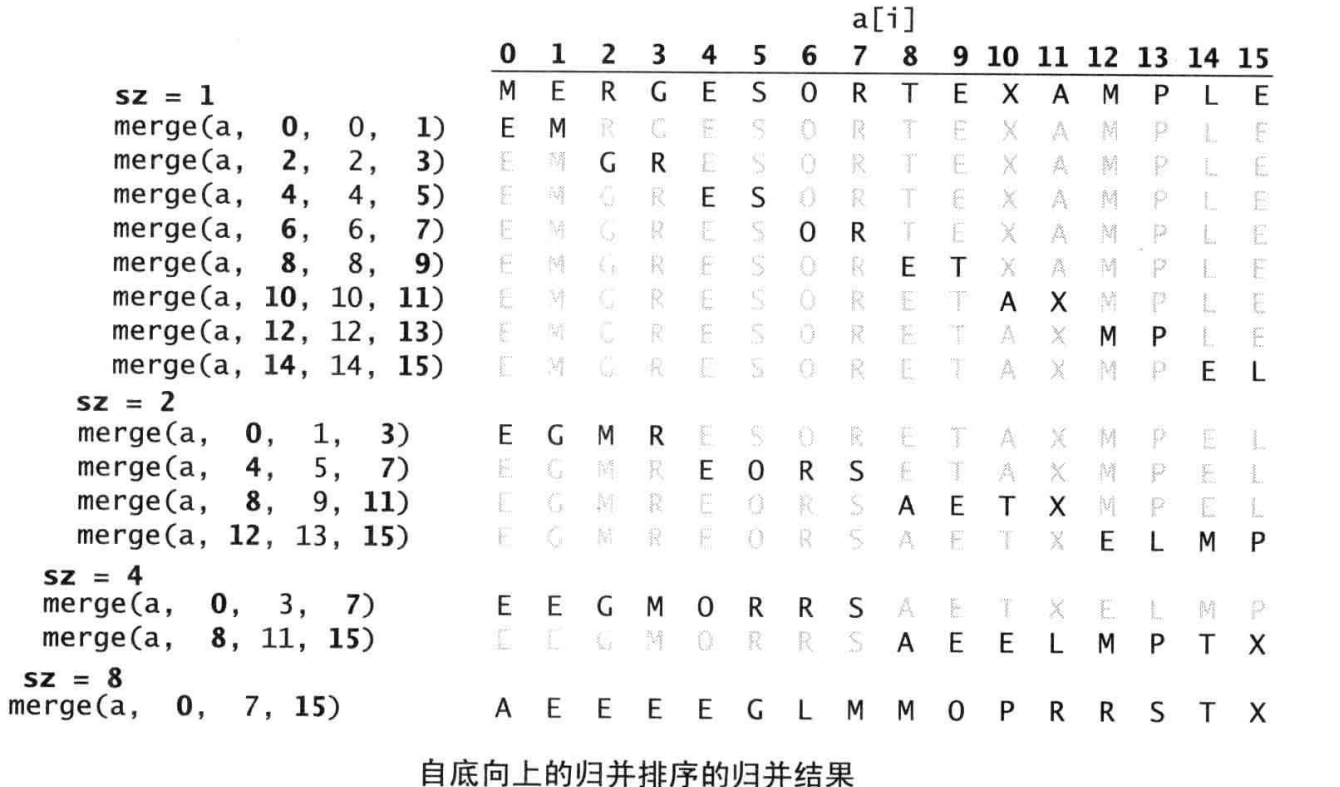 a[i]
0 1 2 3 4 5 6 7 8 9 10 11 12 13 14 15
sz = 1 M E R G E S O R T E X A M P L E
merge(a, 0, 0, 1) E M R G E S O R T E X A M P L E
merge(a, 2, 2, 3) E M G R E S O R T E X A M P L E
merge(a, 4, 4, 5) E M G R E S O R T E X A M P L E
merge(a, 6, 6, 7) E M G R E S O R T E X A M P L E
merge(a, 8, 8, 9) E M G R E S O R E T X A M P L E
merge(a, 10, 10, 11) E M G R E S O R E T A X M P L E
merge(a, 12, 12, 13) E M G R E S O R E T A X M P L E
merge(a, 14, 14, 15) E M G R E S O R E T A X M P E L
sz = 2
merge(a, 0, 1, 3) E G M R E S O R E T A X M P E L
merge(a, 4, 5, 7) E G M R E O R S E T A X M P E L
merge(a, 8, 9, 11) E G M R E O R S A E T X M P E L
merge(a, 12, 13, 15) E G M R E O R S A E T X E L M P
sz = 4
merge(a, 0, 3, 7) E E G M O R R S A E T X E L M P
merge(a, 8, 11, 15) E E G M O R R S A E E L M P T X
sz = 8
merge(a, 0, 7, 15) A E E E E G L M M O P R R S T X
自底向上的归并排序的归并结果